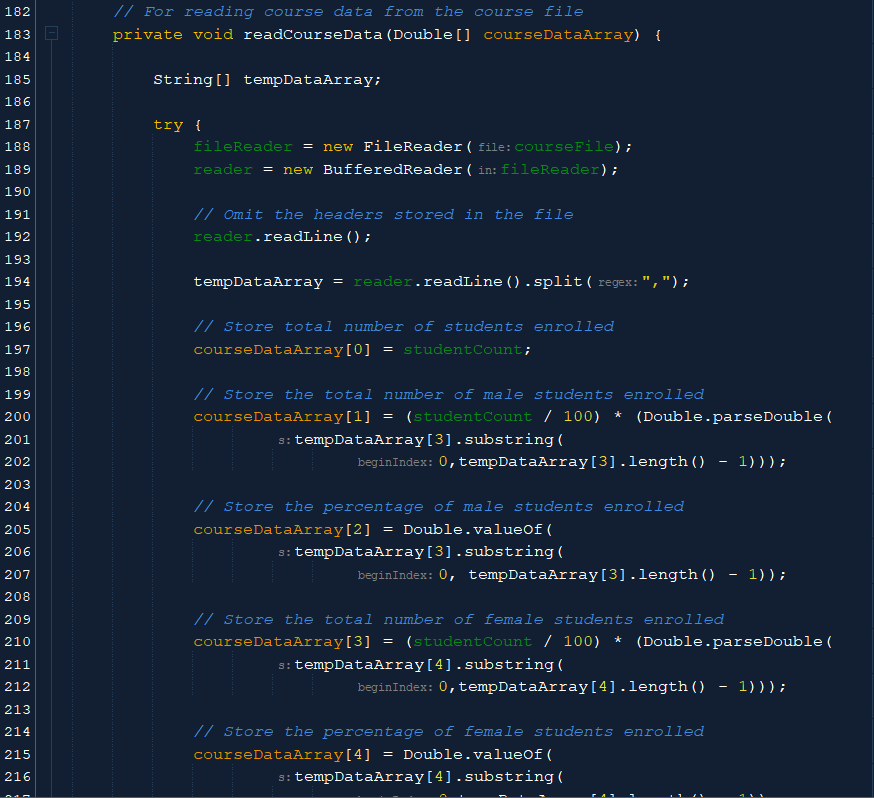 182 // For reading course data from the course file
183 private void readCourseData(Double[] courseDataArray) {
184
185 String[] tempDataArray;
186
187 try {
188 fileReader = new FileReader( file: courseFile);
189 reader = new BufferedReader( in: fileReader);
190
191 // Omit the headers stored in the file
192 reader.readLine();
193
194 tempDataArray = reader.readLine().split( regex: ",");
195
196 // Store total number of students enrolled
197 courseDataArray[0] = studentCount;
198
199 // Store the total number of male students enrolled
200 courseDataArray[1] = (studentCount / 100) * (Double.parseDouble(
201 s: tempDataArray[3].substring(
202 beginIndex: 0,tempDataArray[3].length() - 1)));
203
204 // Store the percentage of male students enrolled
205 courseDataArray[2] = Double.valueOf(
206 s: tempDataArray[3].substring(
207 beginIndex: 0, tempDataArray[3].length() - 1));
208
209 // Store the total number of female students enrolled
210 courseDataArray[3] = (studentCount / 100) * (Double.parseDouble(
211 s: tempDataArray[4].substring(
212 beginIndex: 0,tempDataArray[4].length() - 1)));
213
214 // Store the percentage of female students enrolled
215 courseDataArray[4] = Double.valueOf(
216 s: tempDataArray[4].substring(